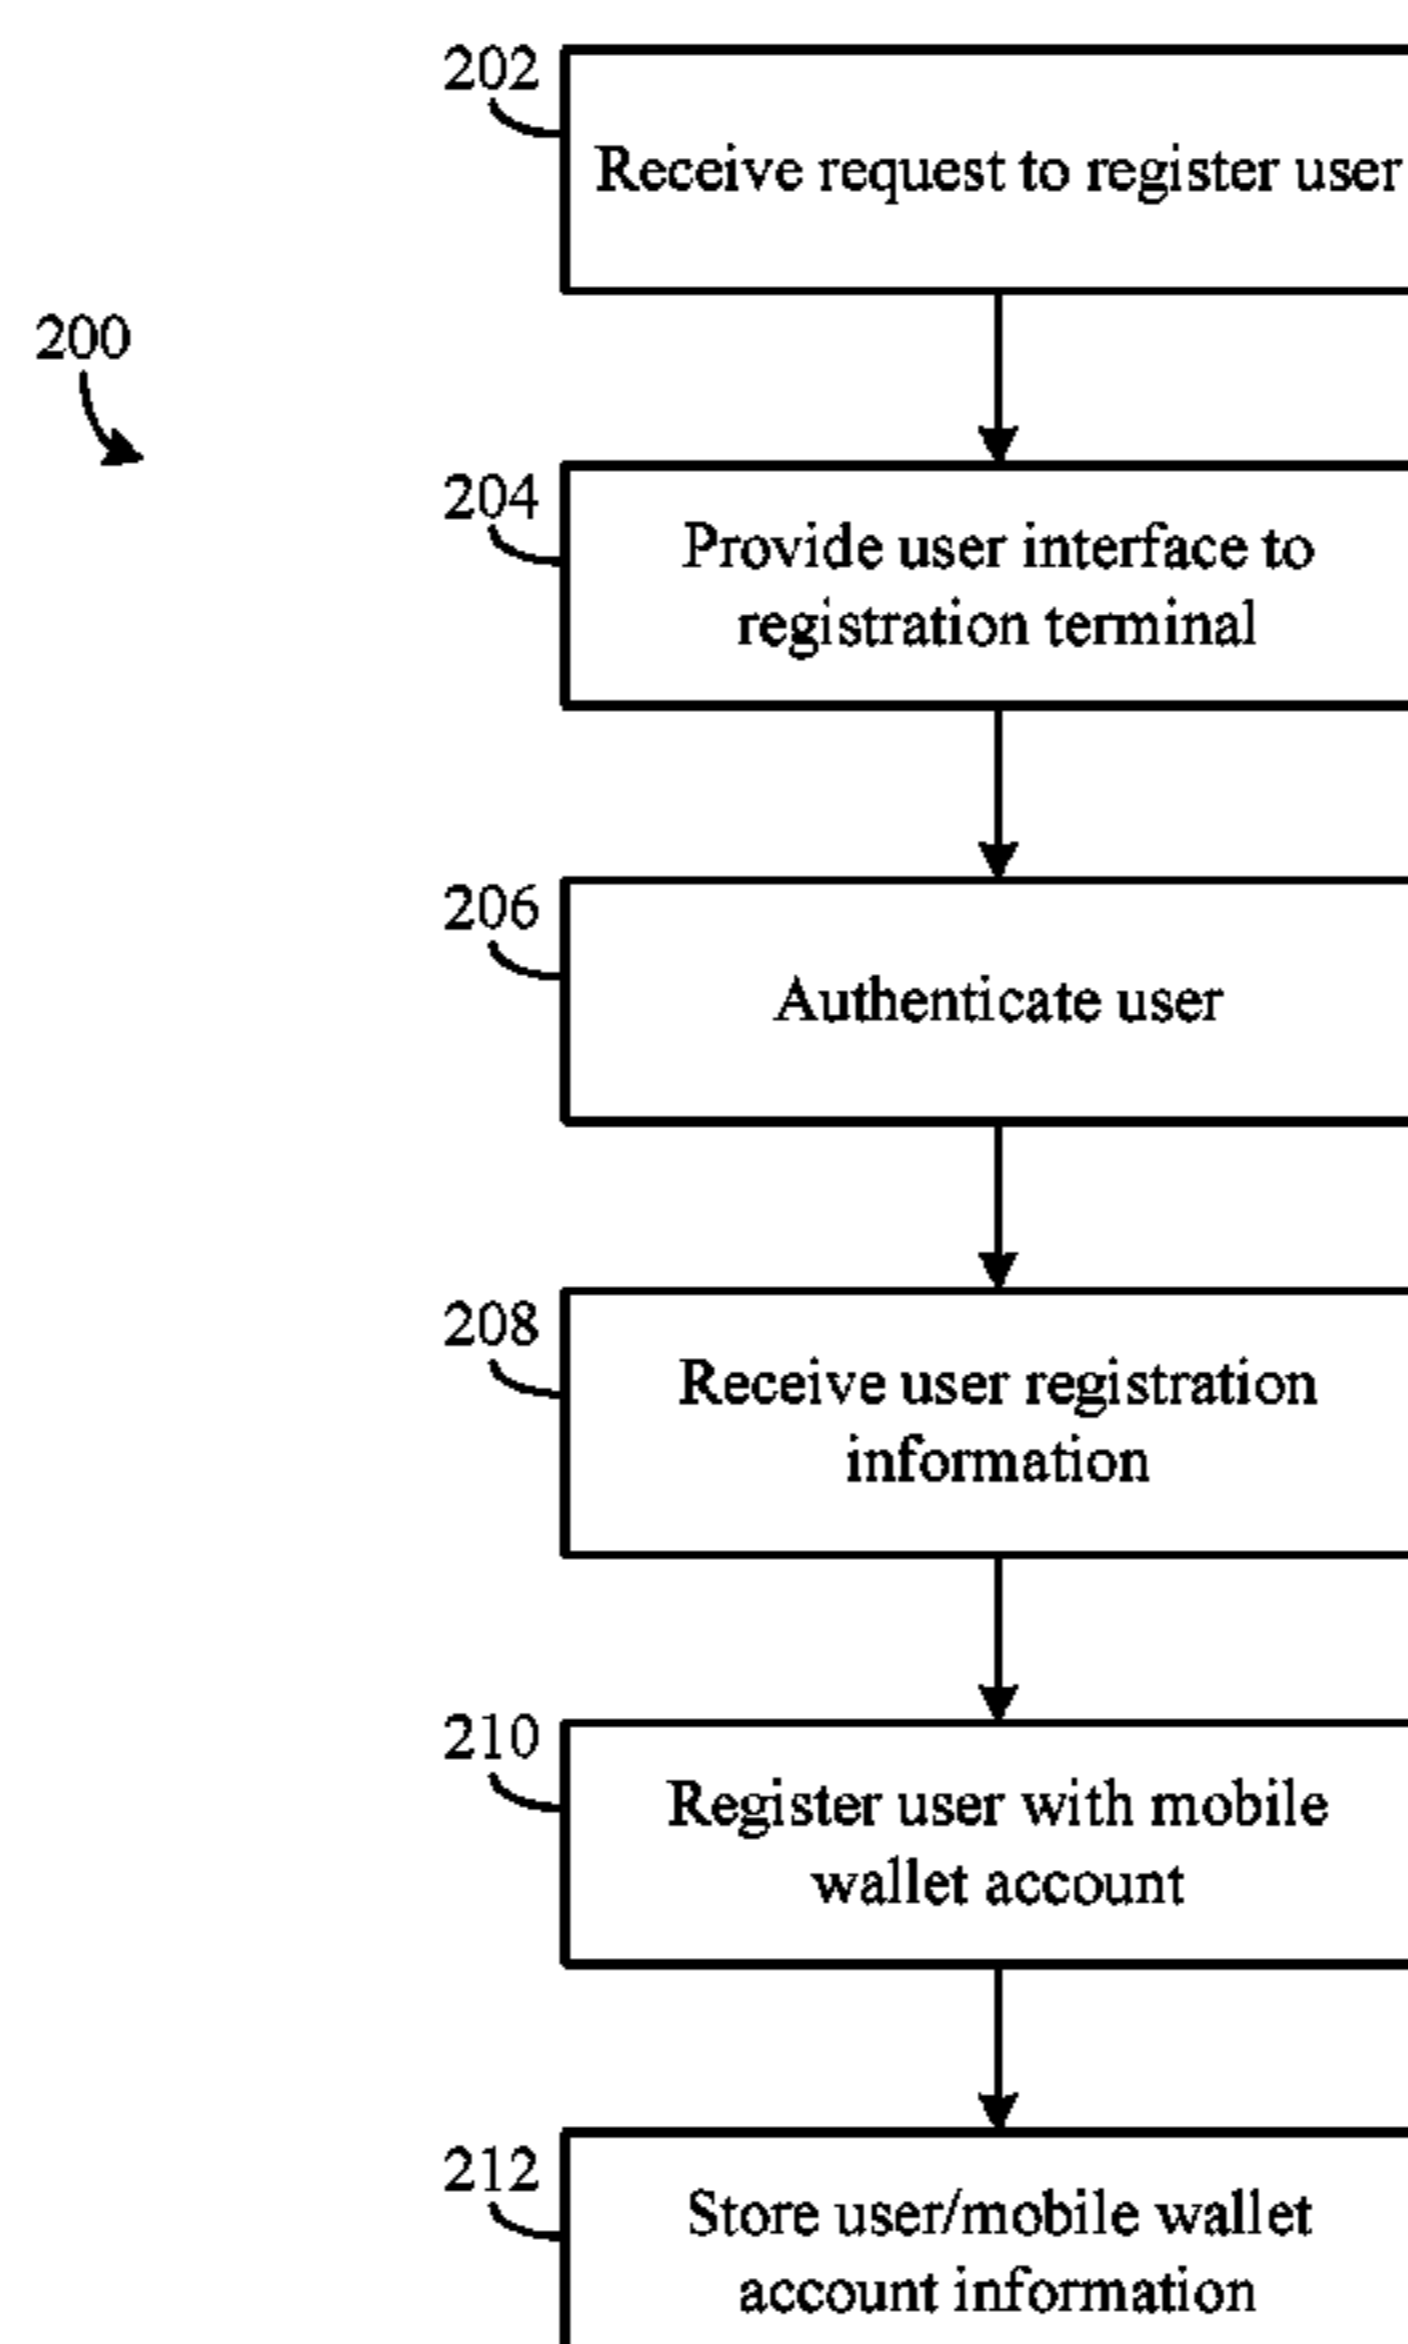 202
Receive request to register user
200
204
Provide user interface to
registration terminal
206
Authenticate user
208
Receive user registration
information
210
Register user with mobile
wallet account
212
Store user/mobile wallet
account information